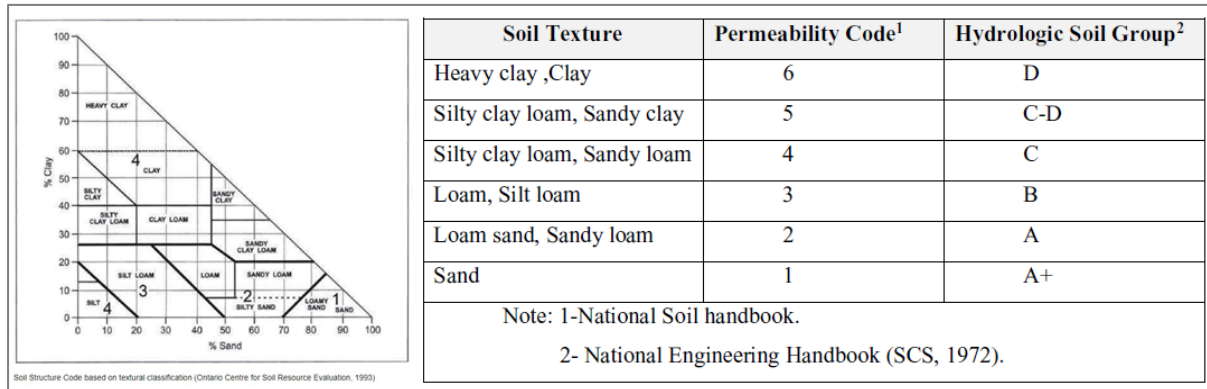 100
90
80
70
60
50
40
30
20
10
0
% Clay
HEAVY CLAY
4
CLAY
SILTY
CLAY
SANDY
CLAY
SILTY
CLAY LOAM
CLAY LOAM
SANDY
CLAY LOAM
SILT LOAM
LOAM
SANDY LOAM
3
2
SILTY SAND
SILT
4
LOAMY
SAND
1
SAND
0 10 20 30 40 50 60 70 80 90 100
% Sand
Soil Structure Code based on textural classification (Ontario Centre for Soil Resource Evaluation, 1993)
Soil Texture Permeability Code1 Hydrologic Soil Group2
Heavy clay ,Clay 6 D
Silty clay loam, Sandy clay 5 C-D
Silty clay loam, Sandy loam 4 C
Loam, Silt loam 3 B
Loam sand, Sandy loam 2 A
Sand 1 A+
Note: 1-National Soil handbook.
2- National Engineering Handbook (SCS, 1972).